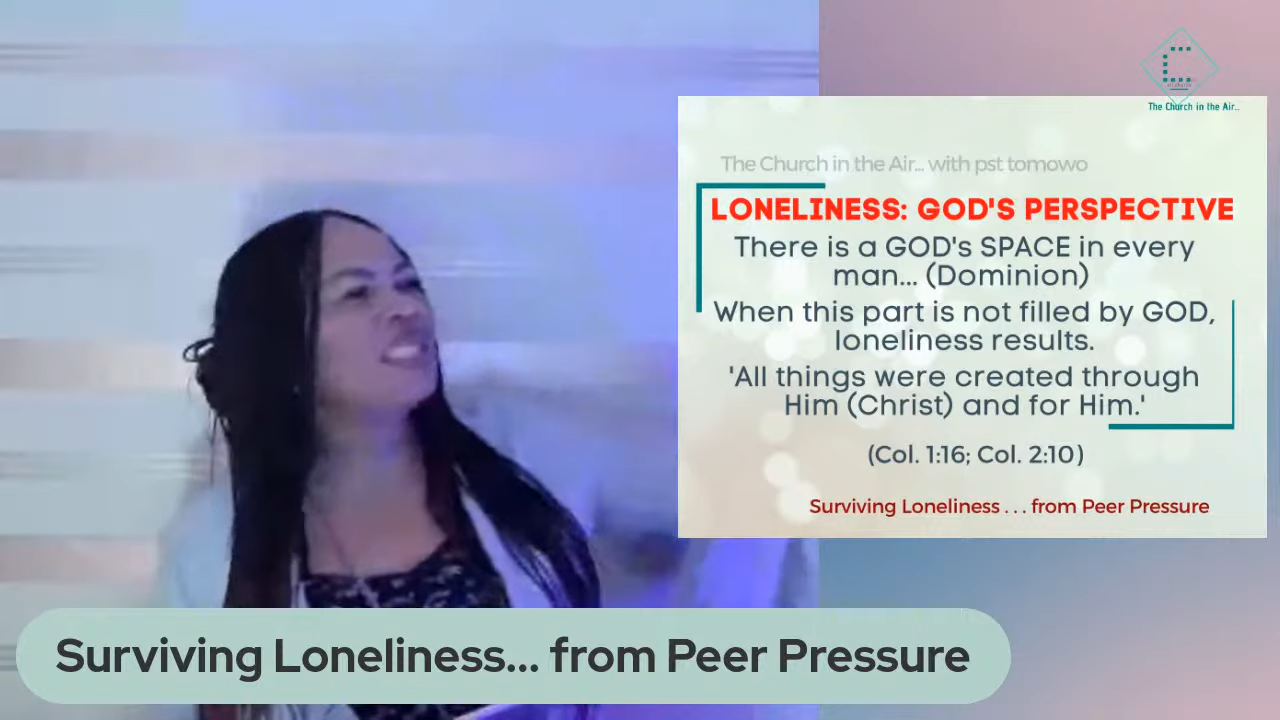 The Church in the Air...
The Church in the Air... with pst tomowo
LONELINESS: GOD'S PERSPECTIVE
There is a GOD's SPACE in every
man... (Dominion)
When this part is not filled by GOD,
loneliness results.
'All things were created through
Him (Christ) and for Him.'
(Col. 1:16; Col. 2:10)
Surviving Loneliness . . . from Peer Pressure
Surviving Loneliness... from Peer Pressure